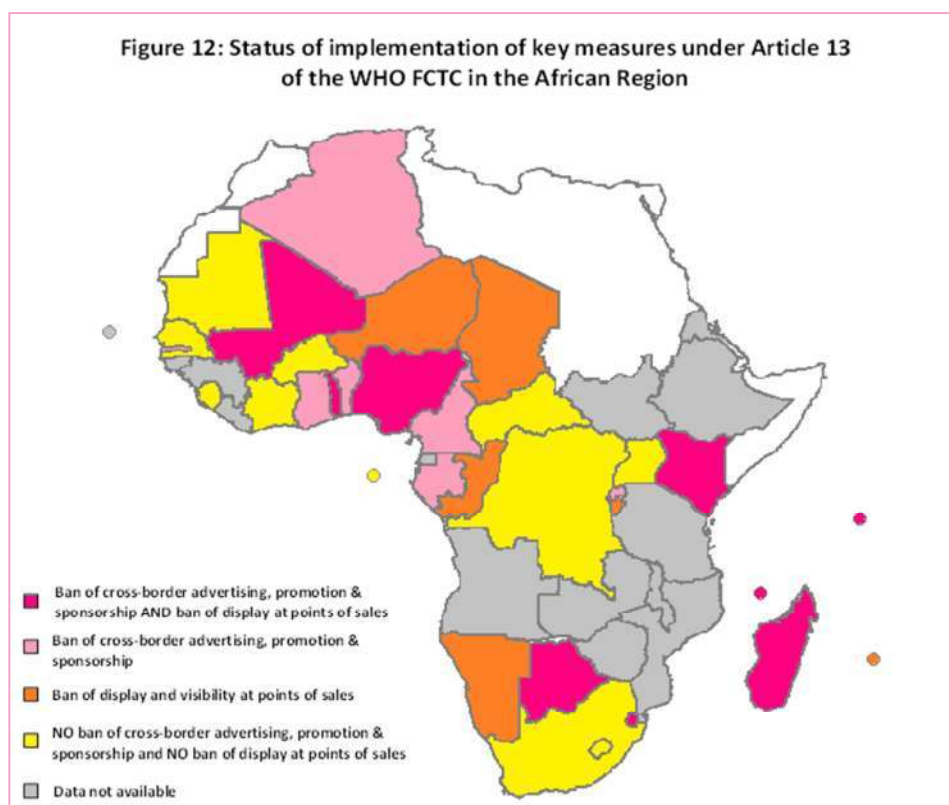 Figure 12: Status of implementation of key measures under Article 13
of the WHO FCTC in the African Region
Ban of cross-border advertising, promotion &
sponsorship AND ban of display at points of sales
Ban of cross-border advertising, promotion &
sponsorship
Ban of display and visibility at points of sales
NO ban of cross-border advertising, promotion &
sponsorship and NO ban of display at points of sales
Data not available